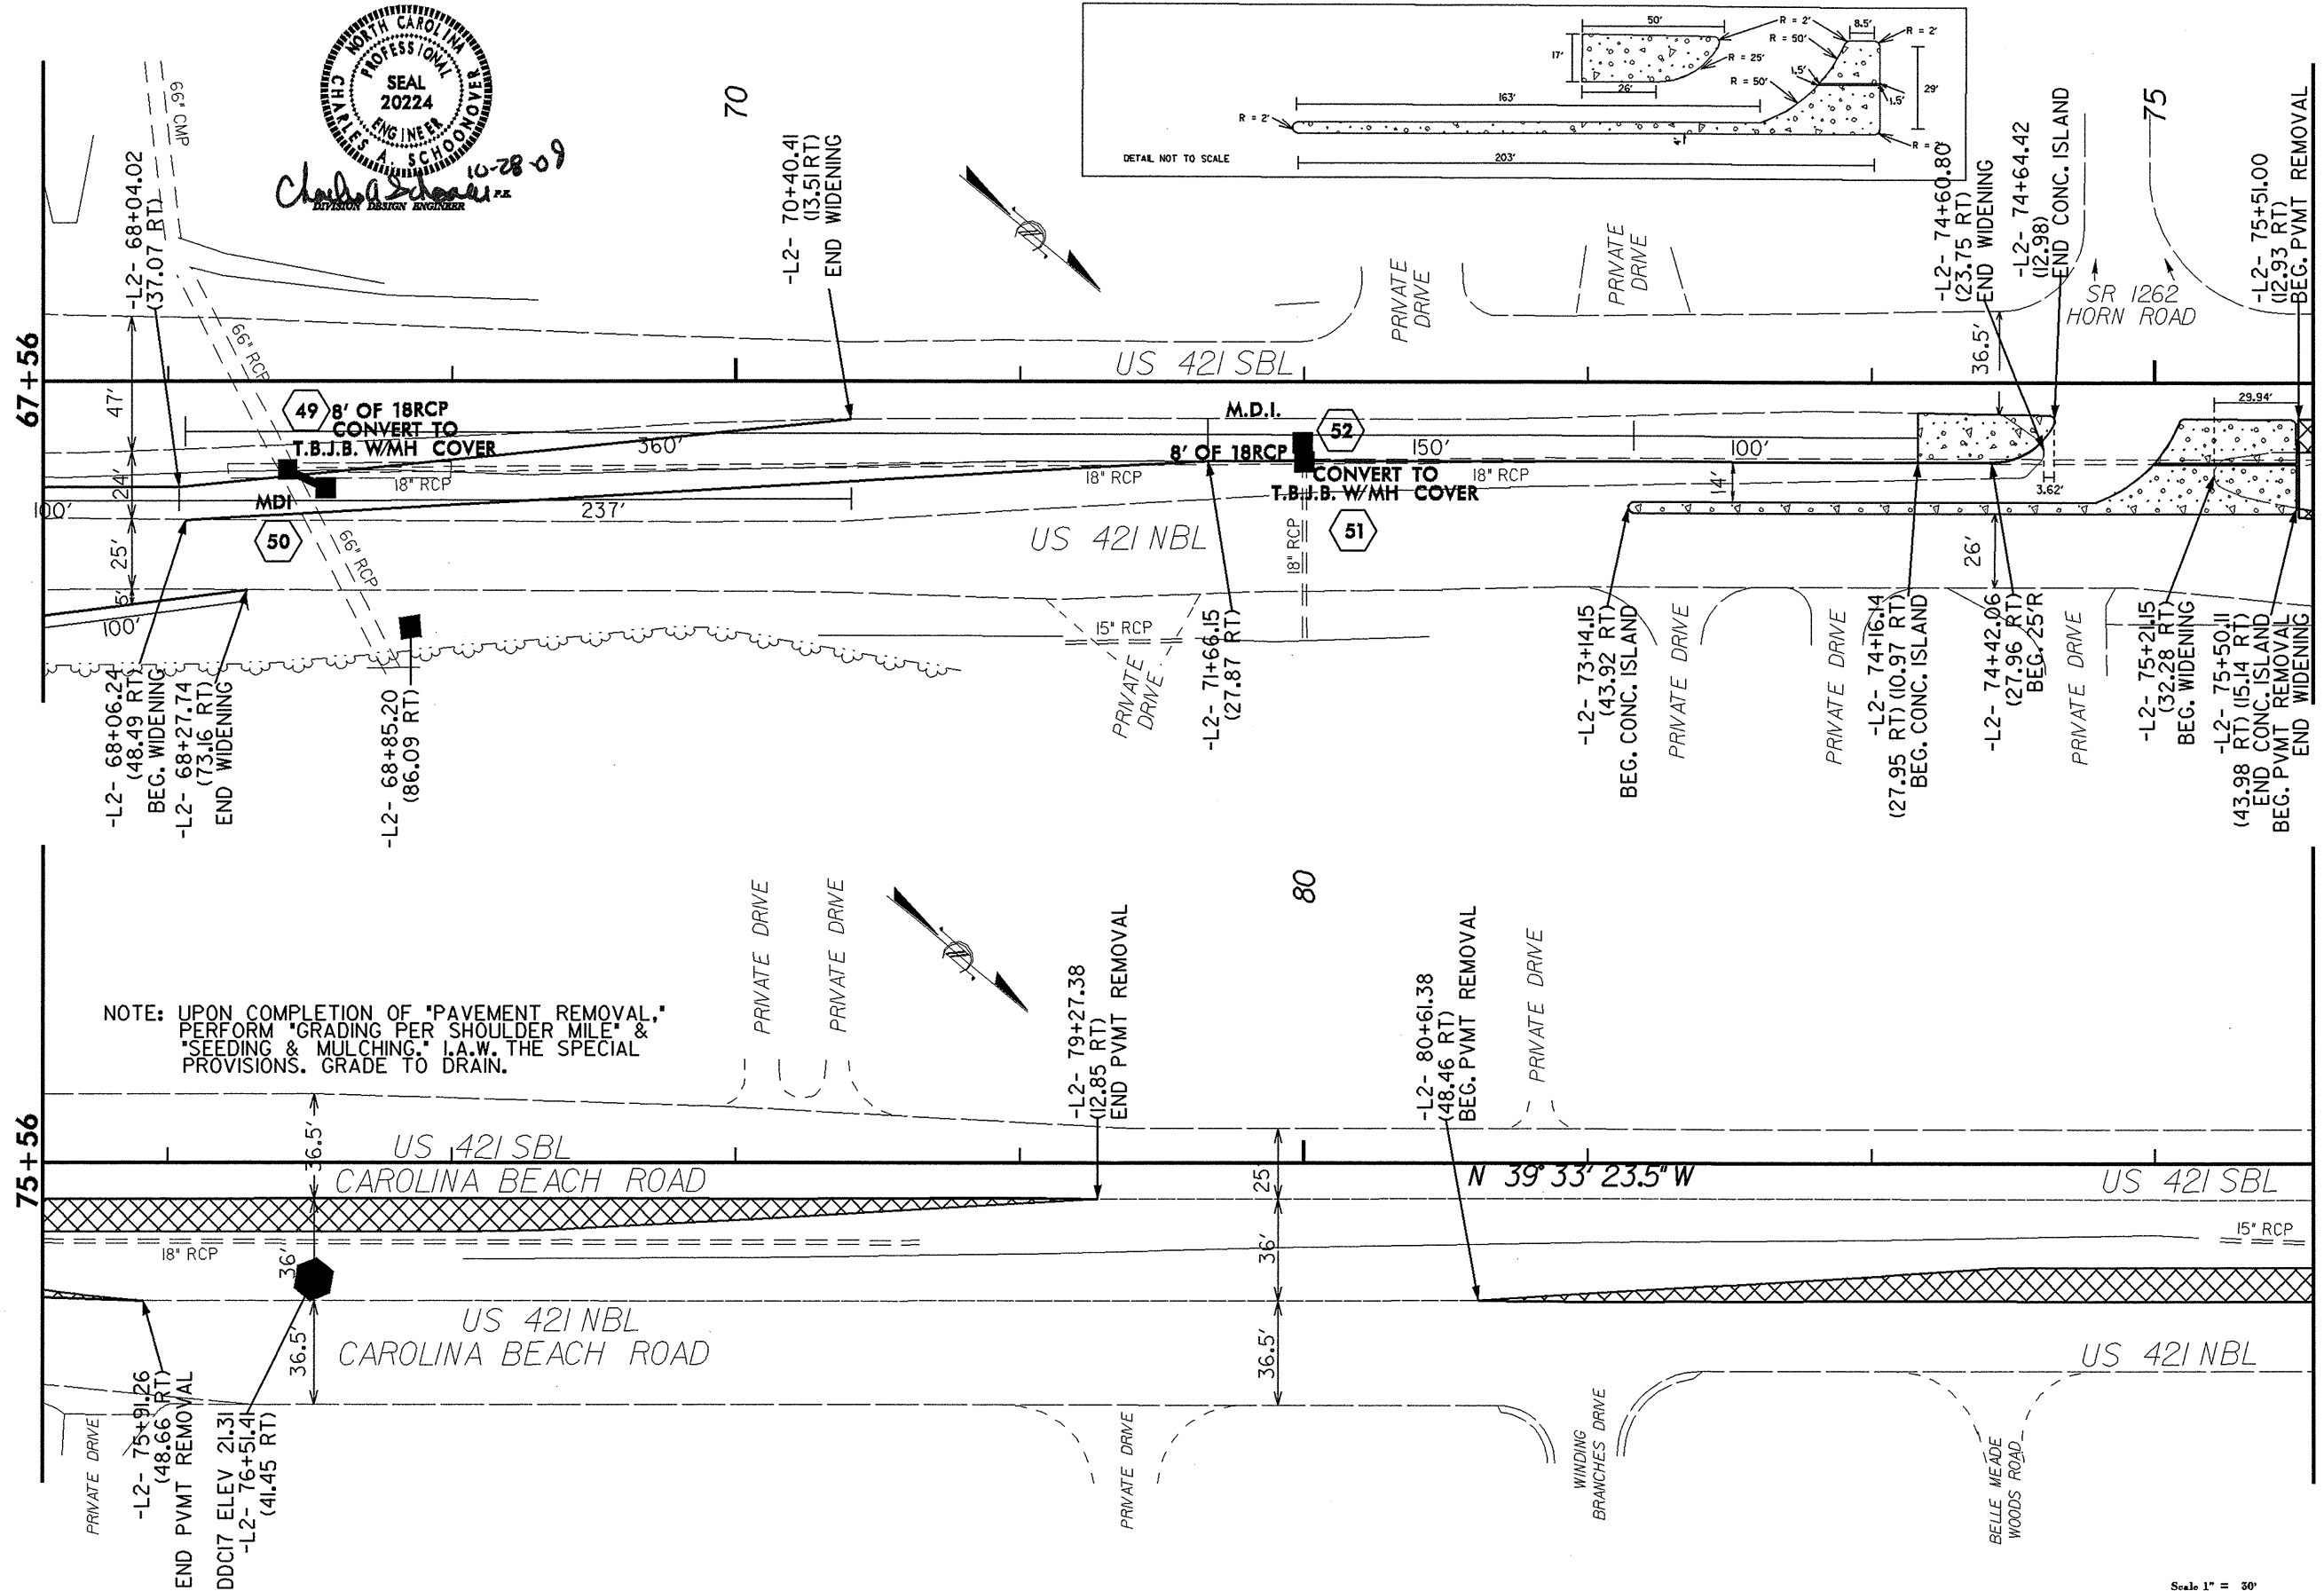 NORTH CAROLINA
PROFESSIONAL
SEAL
20224
ENGINEER
CHARLES A. SCHOONOVER
10-28-09
P.E.
DIVISION DESIGN ENGINEER
50'
17'
26'
R = 2'
R = 50'
R = 25'
8.5'
R = 2'
1.5'
R = 50'
1.5'
29'
163'
R = 2'
4'
R = 2'
203'
DETAIL NOT TO SCALE
67+56
70
75
66" CMP
-L2- 68+04.02
(37.07 RT)
-L2- 70+40.41
(13.51 RT)
END WIDENING
PRIVATE
DRIVE
PRIVATE
DRIVE
-L2- 74+60.80
(23.75 RT)
END WIDENING
-L2- 74+64.42
(12.98)
END CONC. ISLAND
SR 1262
HORN ROAD
-L2- 75+51.00
(12.93 RT)
BEG. PVMT REMOVAL
66" RCP
US 421 SBL
36.5'
47'
49
8' OF 18RCP
CONVERT TO
T.B.J.B. W/MH COVER
360'
M.D.I.
52
8' OF 18RCP
150'
100'
29.94'
24'
18" RCP
18" RCP
CONVERT TO
T.B.J.B. W/MH COVER
18" RCP
14'
3.62'
100'
MDI
237'
50
US 421 NBL
51
25'
66" RCP
18" RCP
26'
5'
100'
15" RCP
-L2- 68+06.24
(48.49 RT)
BEG. WIDENING
-L2- 68+27.74
(73.16 RT)
END WIDENING
-L2- 68+85.20
(86.09 RT)
PRIVATE
DRIVE
-L2- 71+66.15
(27.87 RT)
-L2- 73+14.15
(43.92 RT)
BEG. CONC. ISLAND
PRIVATE DRIVE
PRIVATE DRIVE
-L2- 74+16.14
(27.95 RT) (10.97 RT)
BEG. CONC. ISLAND
-L2- 74+42.06
(27.96 RT)
BEG. 25'R
PRIVATE DRIVE
-L2- 75+21.15
(32.28 RT)
BEG. WIDENING
-L2- 75+50.11
(43.98 RT) (15.14 RT)
END CONC. ISLAND
BEG. PVMT REMOVAL
END WIDENING
75+56
80
NOTE: UPON COMPLETION OF "PAVEMENT REMOVAL,"
PERFORM "GRADING PER SHOULDER MILE" &
"SEEDING & MULCHING." I.A.W. THE SPECIAL
PROVISIONS. GRADE TO DRAIN.
PRIVATE DRIVE
PRIVATE DRIVE
-L2- 79+27.38
(12.85 RT)
END PVMT REMOVAL
-L2- 80+61.38
(48.46 RT)
BEG. PVMT REMOVAL
PRIVATE DRIVE
36.5'
US 421 SBL
CAROLINA BEACH ROAD
25'
N 39° 33' 23.5" W
US 421 SBL
18" RCP
36'
36'
15" RCP
36.5'
US 421 NBL
CAROLINA BEACH ROAD
36.5'
US 421 NBL
PRIVATE DRIVE
-L2- 75+91.26
(48.66 RT)
END PVMT REMOVAL
DDC17 ELEV 21.31
-L2- 76+51.41
(41.45 RT)
PRIVATE DRIVE
WINDING
BRANCHES DRIVE
BELLE MEADE
WOODS ROAD
Scale 1" = 30'